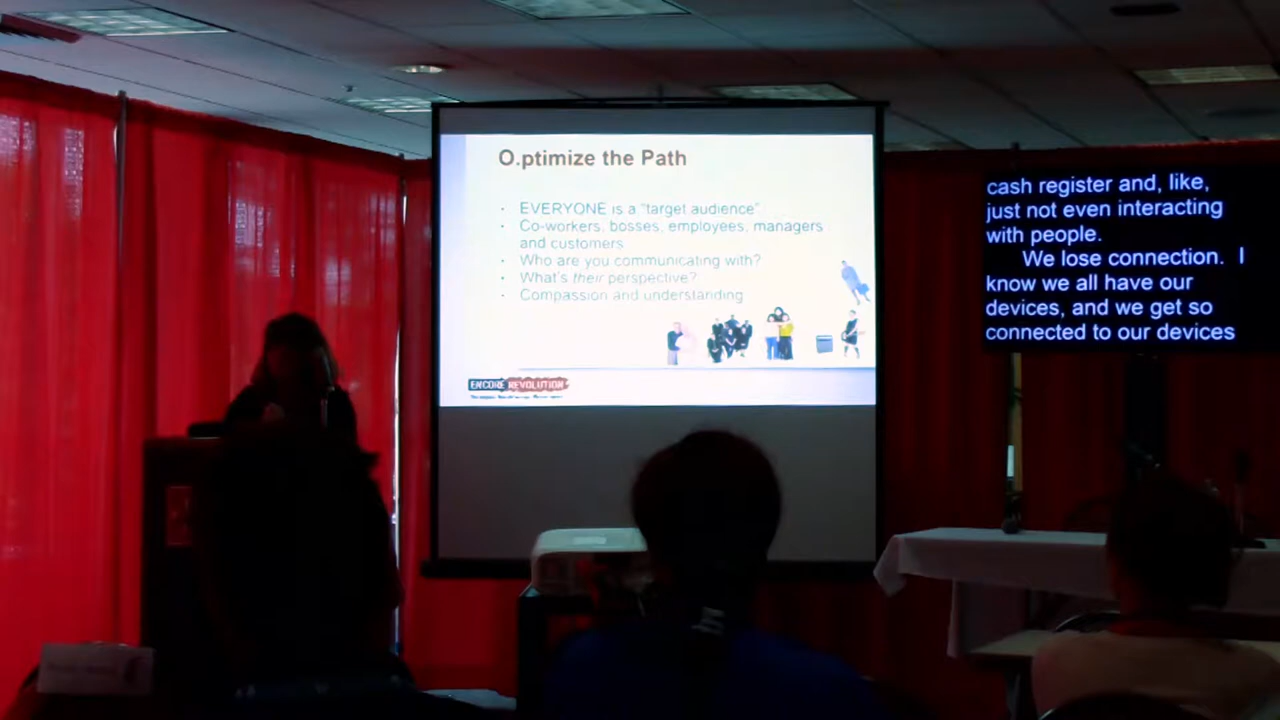 O.ptimize the Path
· EVERYONE is a "target audience"
· Co-workers, bosses, employees, managers
and customers
· Who are you communicating with?
· What's their perspective?
· Compassion and understanding
ENCORE REVOLUTION
cash register and, like,
just not even interacting
with people.
We lose connection. I
know we all have our
devices, and we get so
connected to our devices